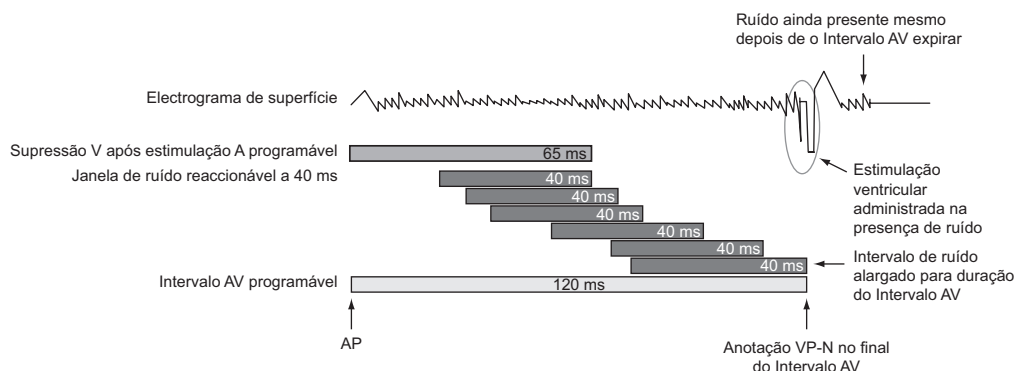 Ruído ainda presente mesmo
depois de o Intervalo AV expirar
Electrograma de superfície
Supressão V após estimulação A programável
65 ms
Janela de ruído reaccionável a 40 ms
40 ms
40 ms
40 ms
40 ms
40 ms
40 ms
Estimulação
ventricular
administrada na
presença de ruído
Intervalo de ruído
alargado para duração
do Intervalo AV
Intervalo AV programável
120 ms
AP
Anotação VP-N no final
do Intervalo AV